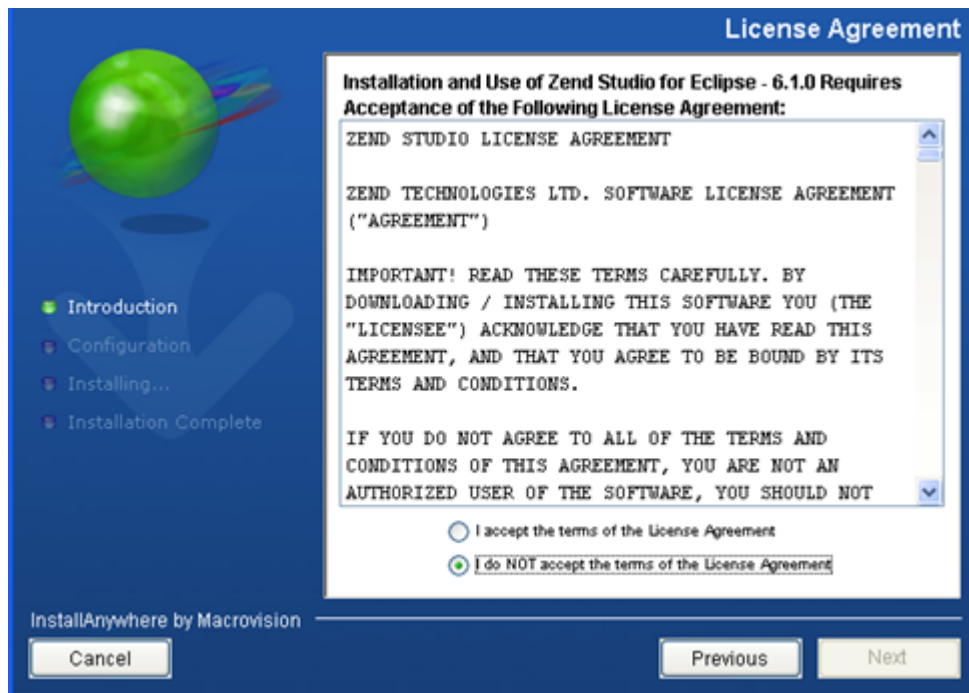 License Agreement
Installation and Use of Zend Studio for Eclipse - 6.1.0 Requires
Acceptance of the Following License Agreement:
ZEND STUDIO LICENSE AGREEMENT
ZEND TECHNOLOGIES LTD. SOFTWARE LICENSE AGREEMENT
("AGREEMENT")
IMPORTANT! READ THESE TERMS CAREFULLY. BY
DOWNLOADING / INSTALLING THIS SOFTWARE YOU (THE
"LICENSEE") ACKNOWLEDGE THAT YOU HAVE READ THIS
AGREEMENT, AND THAT YOU AGREE TO BE BOUND BY ITS
TERMS AND CONDITIONS.
IF YOU DO NOT AGREE TO ALL OF THE TERMS AND
CONDITIONS OF THIS AGREEMENT, YOU ARE NOT AN
AUTHORIZED USER OF THE SOFTWARE, YOU SHOULD NOT
I accept the terms of the License Agreement
I do NOT accept the terms of the License Agreement
Introduction
Configuration
Installing...
Installation Complete
InstallAnywhere by Macrovision
Cancel
Previous
Next